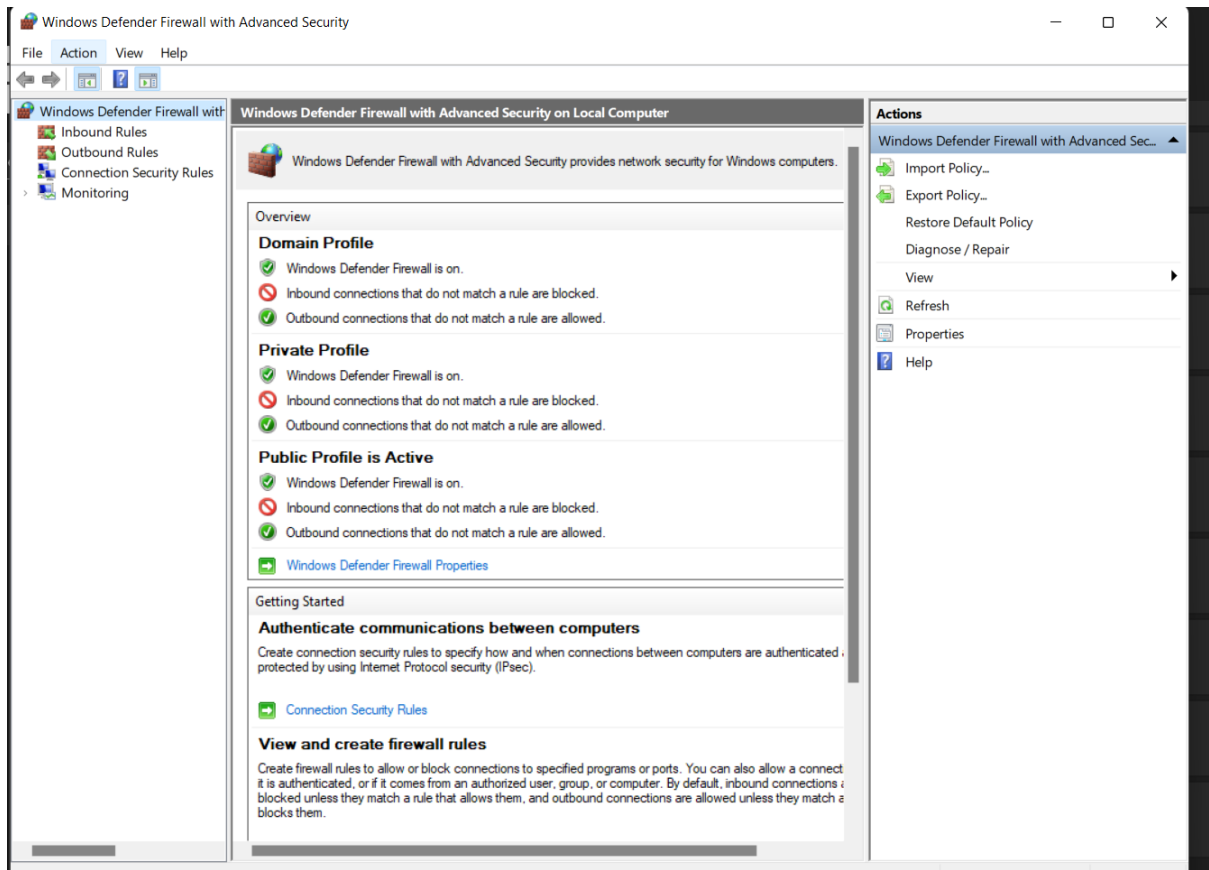 Windows Defender Firewall with Advanced Security
File Action View Help
Windows Defender Firewall with
Inbound Rules
Outbound Rules
Connection Security Rules
Monitoring
Windows Defender Firewall with Advanced Security on Local Computer
Windows Defender Firewall with Advanced Security provides network security for Windows computers.
Overview
Domain Profile
Windows Defender Firewall is on.
Inbound connections that do not match a rule are blocked.
Outbound connections that do not match a rule are allowed.
Private Profile
Windows Defender Firewall is on.
Inbound connections that do not match a rule are blocked.
Outbound connections that do not match a rule are allowed.
Public Profile is Active
Windows Defender Firewall is on.
Inbound connections that do not match a rule are blocked.
Outbound connections that do not match a rule are allowed.
Windows Defender Firewall Properties
Getting Started
Authenticate communications between computers
Create connection security rules to specify how and when connections between computers are authenticated
protected by using Internet Protocol security (IPsec).
Connection Security Rules
View and create firewall rules
Create firewall rules to allow or block connections to specified programs or ports. You can also allow a connect
it is authenticated, or if it comes from an authorized user, group, or computer. By default, inbound connections
blocked unless they match a rule that allows them, and outbound connections are allowed unless they match a
blocks them.
Actions
Windows Defender Firewall with Advanced Sec...
Import Policy...
Export Policy...
Restore Default Policy
Diagnose / Repair
View
Refresh
Properties
Help